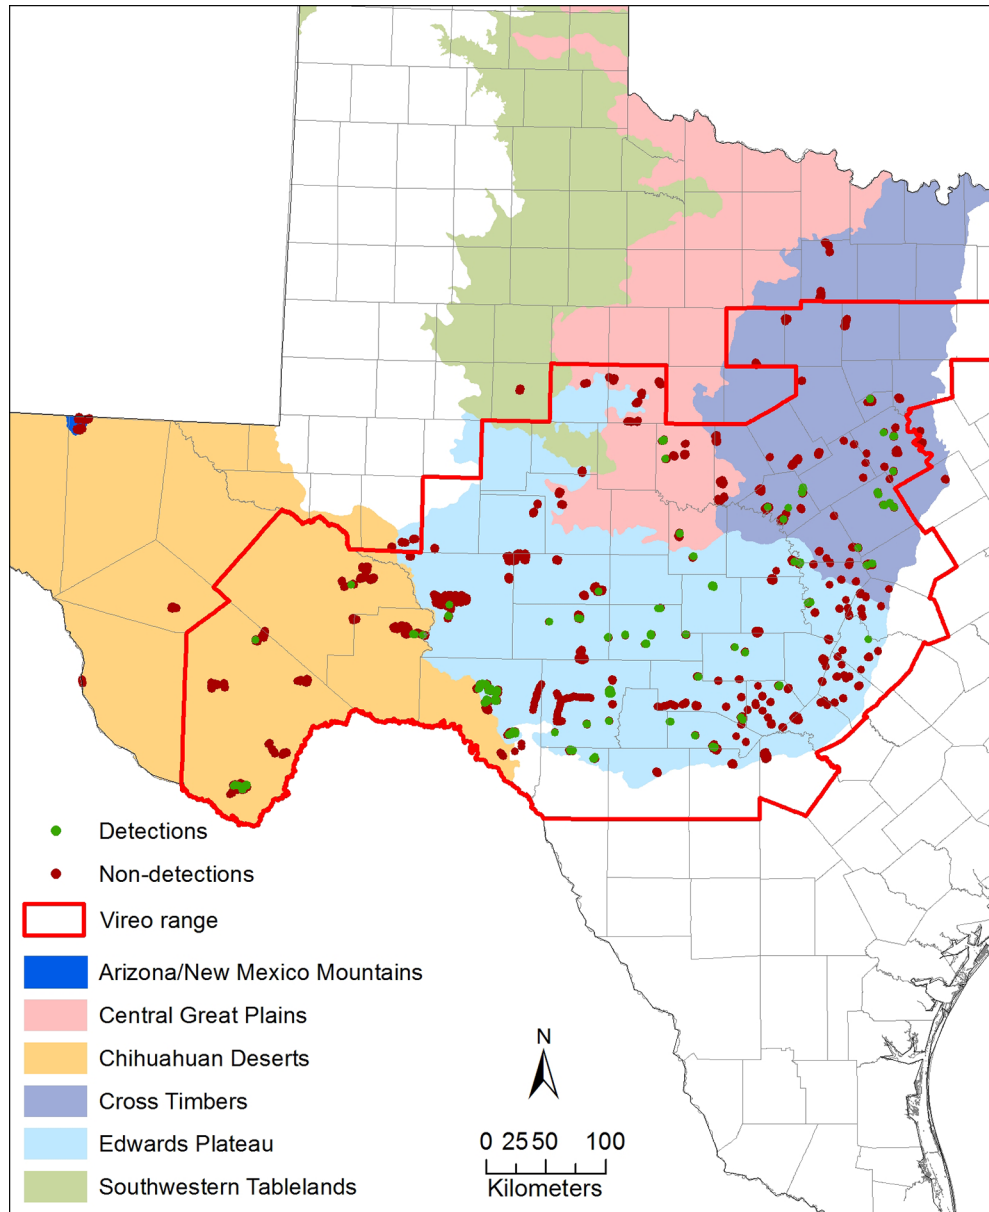 Detections
Non-detections
Vireo range
Arizona/New Mexico Mountains
Central Great Plains
Chihuahuan Deserts
Cross Timbers
Edwards Plateau
Southwestern Tablelands
N
0 25 50 100
Kilometers